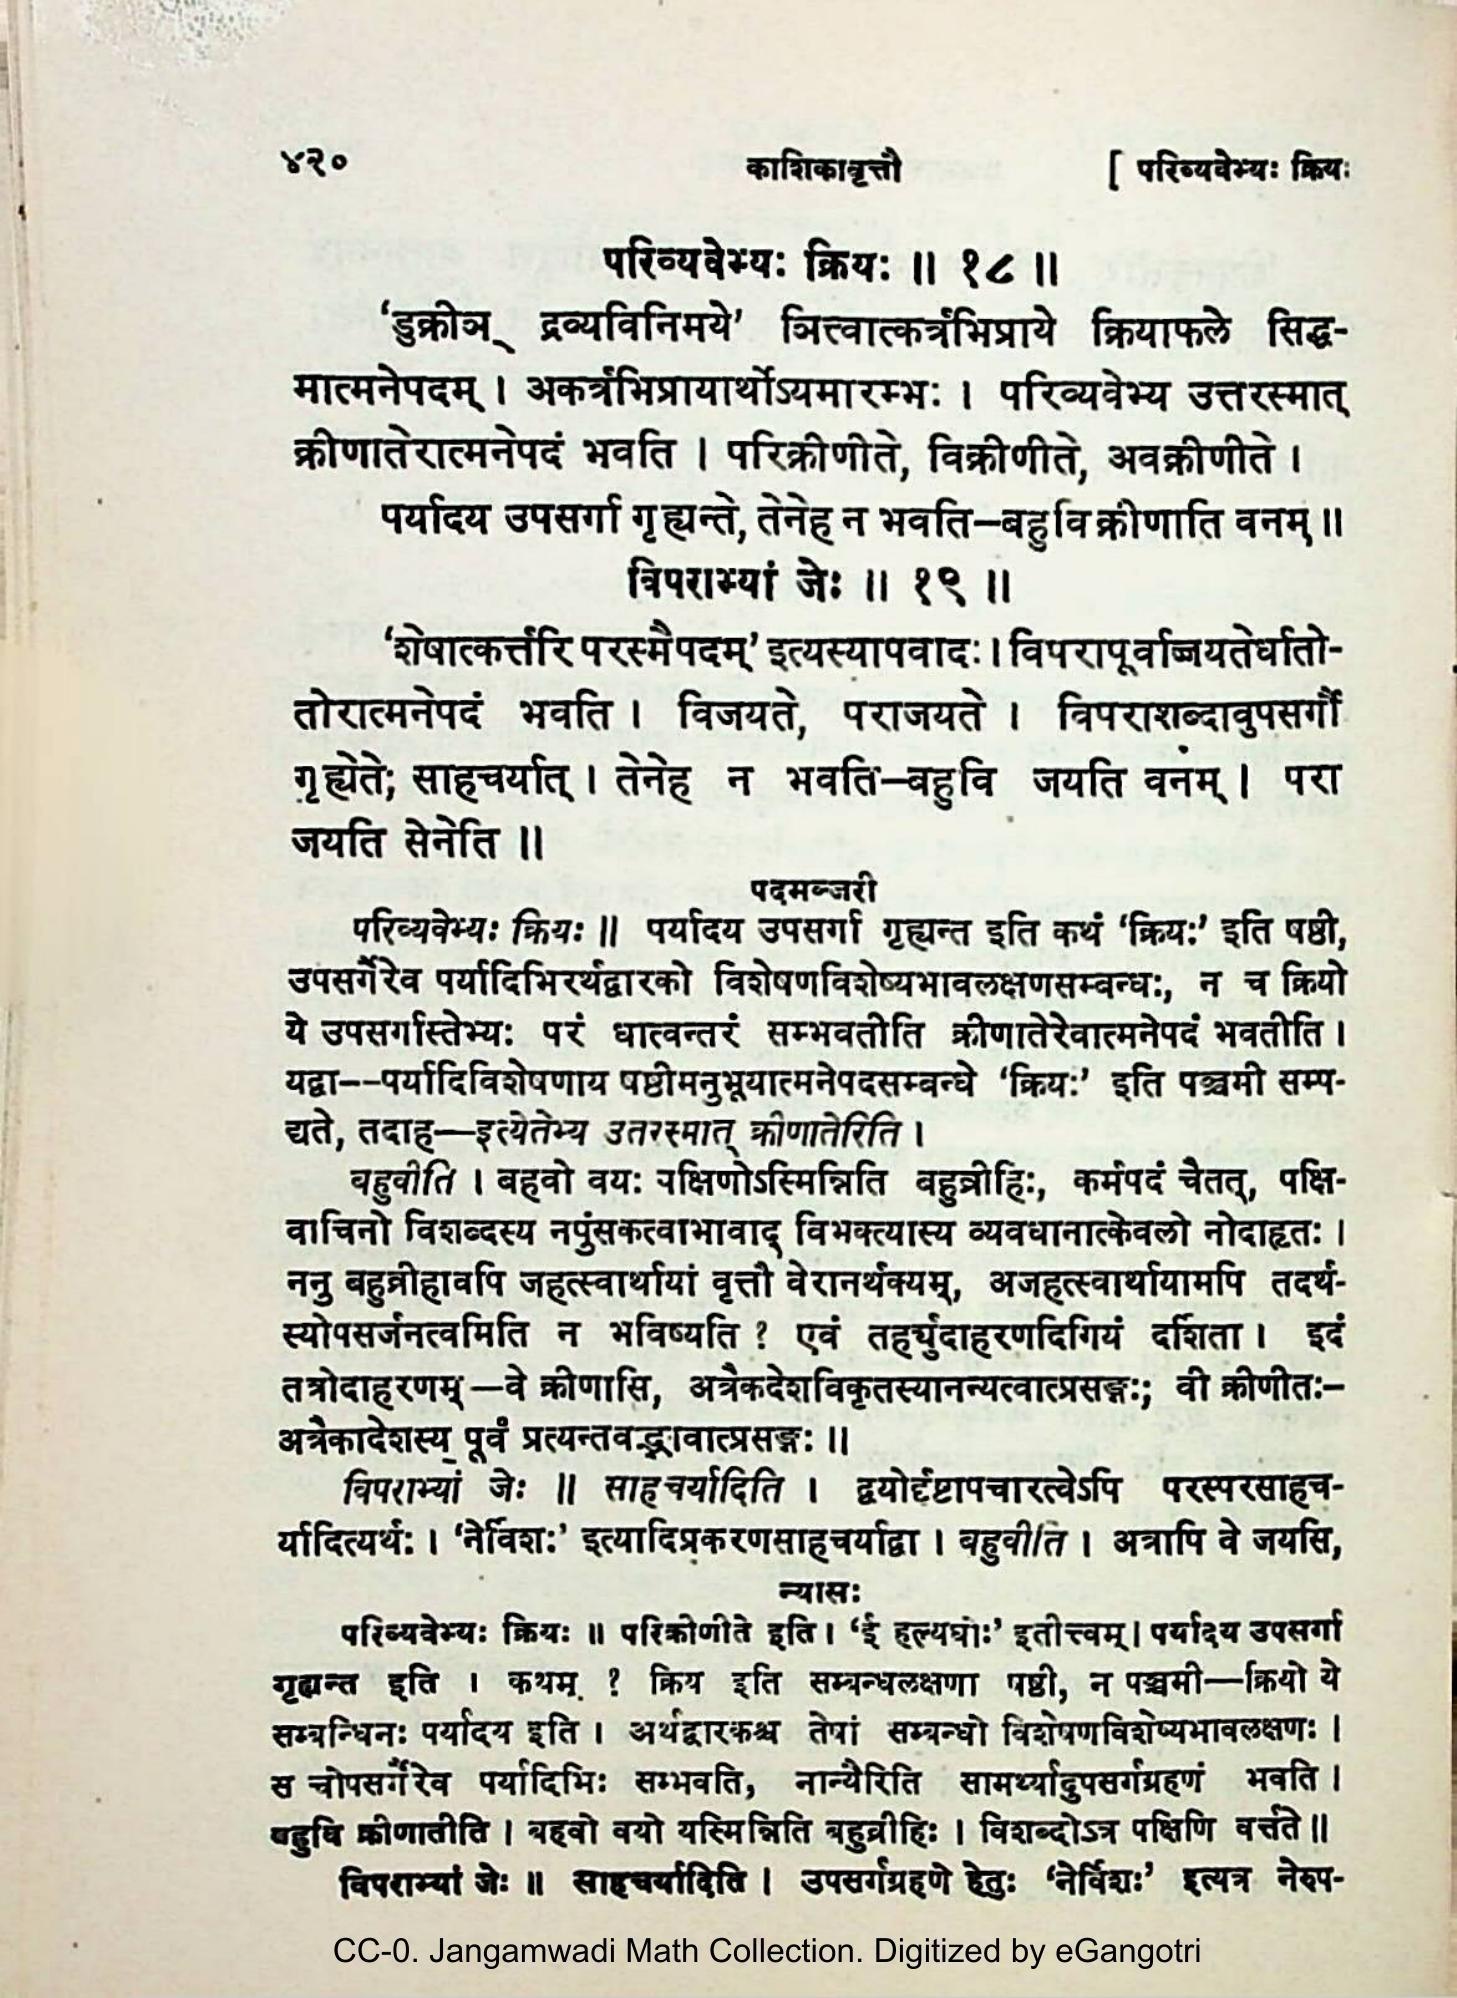 ४२० काशिकावृत्तौ [ परिव्यवेभ्यः क्रियः
परिव्यवेभ्यः क्रियः ॥ १८ ॥
‘डुक्रीञ् द्रव्यविनिमये’ ञित्त्वात्कर्त्रभिप्राये क्रियाफले सिद्ध-
मात्मनेपदम् । अकर्त्रभिप्रायार्थोऽयमारम्भः । परिव्यवेभ्य उत्तरस्मात्
क्रीणातेरात्मनेपदं भवति । परिक्रीणीते, विक्रीणीते, अवक्रीणीते ।
पर्यादय उपसर्गा गृह्यन्ते, तेनेह न भवति—बहुवि क्रीणाति वनम् ॥
त्रिपराभ्यां जेः ॥ १९ ॥
‘शेषात्कर्त्तरि परस्मैपदम्’ इत्यस्यापवादः । विपरापूर्वाज्जयतेर्धातो-
तोरात्मनेपदं भवति । विजयते, पराजयते । विपराशब्दावुपसर्गौ
गृह्येते; साहचर्यात् । तेनेह न भवति—बहुवि जयति वनम् । परा
जयति सेनेति ॥
पदमञ्जरी
परिव्यवेभ्यः क्रियः ॥ पर्यादय उपसर्गा गृह्यन्त इति कथं ‘क्रियः’ इति षष्ठी,
उपसर्गैरेव पर्यादिभिरर्थद्वारको विशेषणविशेष्यभावलक्षणसम्बन्धः, न च क्रियो
ये उपसर्गास्तेभ्यः परं धात्वन्तरं सम्भवतीति क्रीणातेरेवात्मनेपदं भवतीति ।
यद्वा--पर्यादिविशेषणाय षष्ठीमनुभूयात्मनेपदसम्बन्धे ‘क्रियः’ इति पञ्चमी सम्प-
द्यते, तदाह—इत्येतेभ्य उतरस्मात् क्रीणातेरिति ।
बहुवीति । बहवो वयः पक्षिणोऽस्मिन्निति बहुव्रीहिः, कर्मपदं चैतत्, पक्षि-
वाचिनो विशब्दस्य नपुंसकत्वाभावाद् विभक्त्यास्य व्यवधानात्केवलो नोदाहृतः ।
ननु बहुव्रीहावपि जहत्स्वार्थायां वृत्तौ वेरानर्थक्यम्, अजहत्स्वार्थायामपि तदर्थ-
स्योपसर्जनत्वमिति न भविष्यति ? एवं तर्ह्युदाहरणदिगियं दर्शिता । इदं
तत्रोदाहरणम्—वे क्रीणासि, अत्रैकदेशविकृतस्यानन्यत्वात्प्रसङ्गः; वी क्रीणीतः–
अत्रैकादेशस्य पूर्वं प्रत्यन्तवद्भावात्प्रसङ्गः ॥
विपराभ्यां जेः ॥ साहचर्यादिति । द्वयोर्दृष्टापचारत्वेऽपि परस्परसाहच-
र्यादित्यर्थः । ‘नेर्विशः’ इत्यादिप्रकरणसाहचर्याद्वा । बहुवीति । अत्रापि वे जयसि,
न्यासः
परिव्यवेभ्यः क्रियः ॥ परिक्रीणीते इति । ‘ई हल्यघोः’ इतीत्त्वम् । पर्यादय उपसर्गा
गृह्यन्त इति । कथम् ? क्रिय इति सम्बन्धलक्षणा षष्ठी, न पञ्चमी—क्रियो ये
सम्बन्धिनः पर्यादय इति । अर्थद्वारकश्च तेषां सम्बन्धो विशेषणविशेष्यभावलक्षणः ।
स चोपसर्गैरेव पर्यादिभिः सम्भवति, नान्यैरिति सामर्थ्यादुपसर्गग्रहणं भवति ।
बहुवि क्रीणातीति । बहवो वयो यस्मिन्निति बहुव्रीहिः । विशब्दोऽत्र पक्षिणि वर्त्तते ॥
विपराभ्यां जेः ॥ साहचर्यादिति । उपसर्गग्रहणे हेतुः ‘नेर्विशः’ इत्यत्र नेरुप-
CC-0. Jangamwadi Math Collection. Digitized by eGangotri